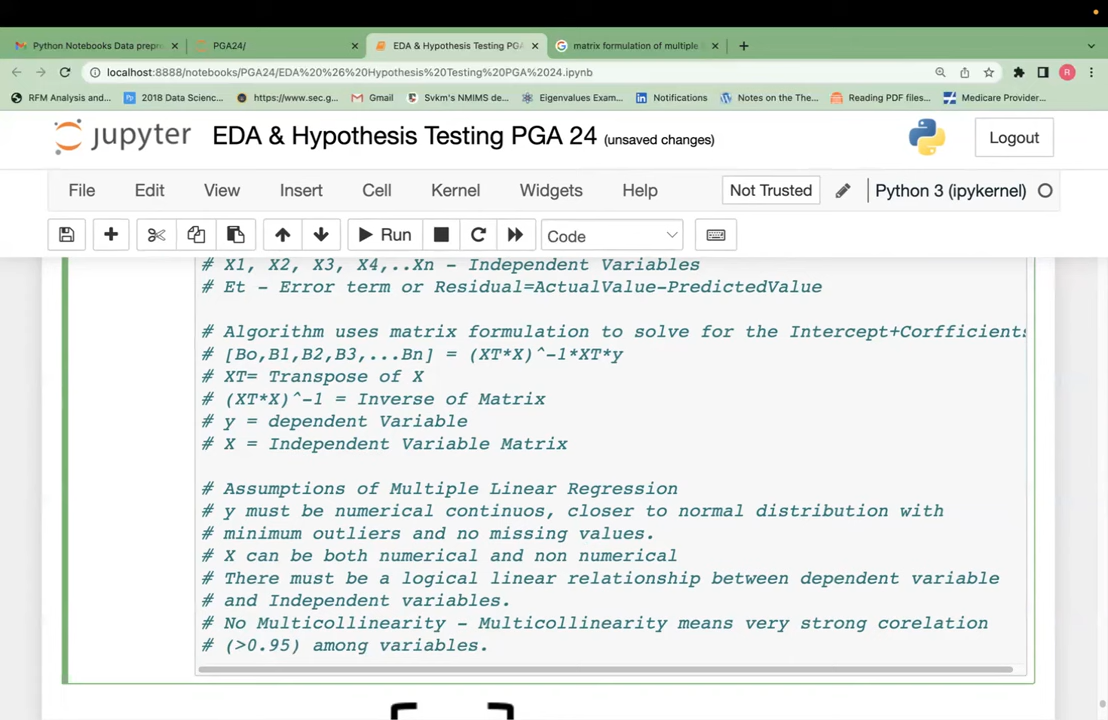 Python Notebooks Data prepr
PGA24/
EDA & Hypothesis Testing PGA
matrix formulation of multiple
localhost:8888/notebooks/PGA24/EDA%20%26%20Hypothesis%20Testing%20PGA%2024.ipynb
RFM Analysis and...
2018 Data Scienc...
https://www.sec.g...
Gmail
Svkm's NMIMS de...
Eigenvalues Exam...
Notifications
Notes on the The...
Reading PDF files...
Medicare Provider...
jupyter EDA & Hypothesis Testing PGA 24 (unsaved changes)
Logout
File Edit View Insert Cell Kernel Widgets Help
Not Trusted
Python 3 (ipykernel)
Run
Code
# X1, X2, X3, X4,..Xn - Independent Variables
# Et - Error term or Residual=ActualValue-PredictedValue
# Algorithm uses matrix formulation to solve for the Intercept+Corfficients
# [Bo,B1,B2,B3,...Bn] = (XT*X)^-1*XT*y
# XT= Transpose of X
# (XT*X)^-1 = Inverse of Matrix
# y = dependent Variable
# X = Independent Variable Matrix
# Assumptions of Multiple Linear Regression
# y must be numerical continuos, closer to normal distribution with
# minimum outliers and no missing values.
# X can be both numerical and non numerical
# There must be a logical linear relationship between dependent variable
# and Independent variables.
# No Multicollinearity - Multicollinearity means very strong corelation
# (>0.95) among variables.